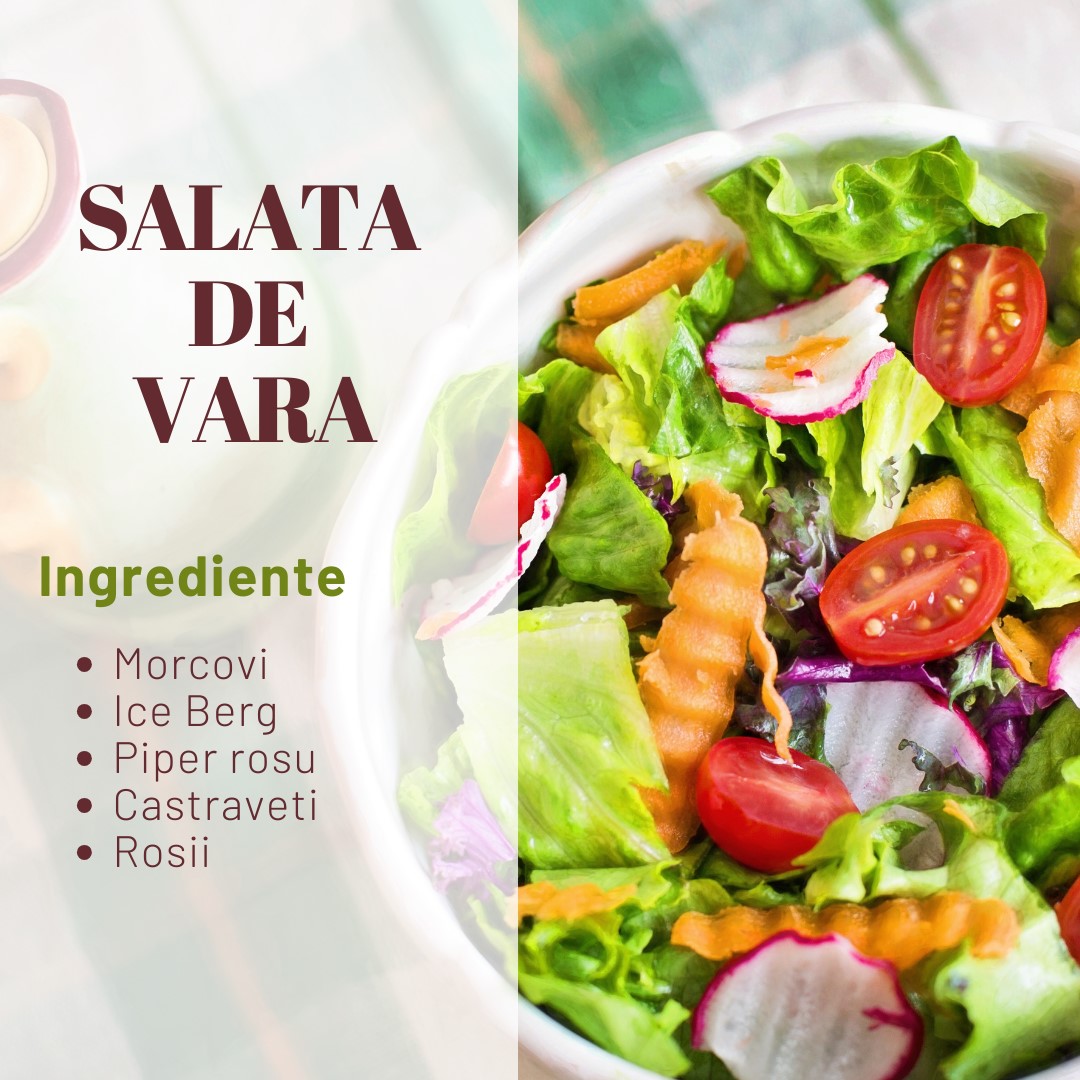 SALATA
DE
VARA
Ingrediente
Morcovi
Ice Berg
Piper rosu
Castraveti
Rosii